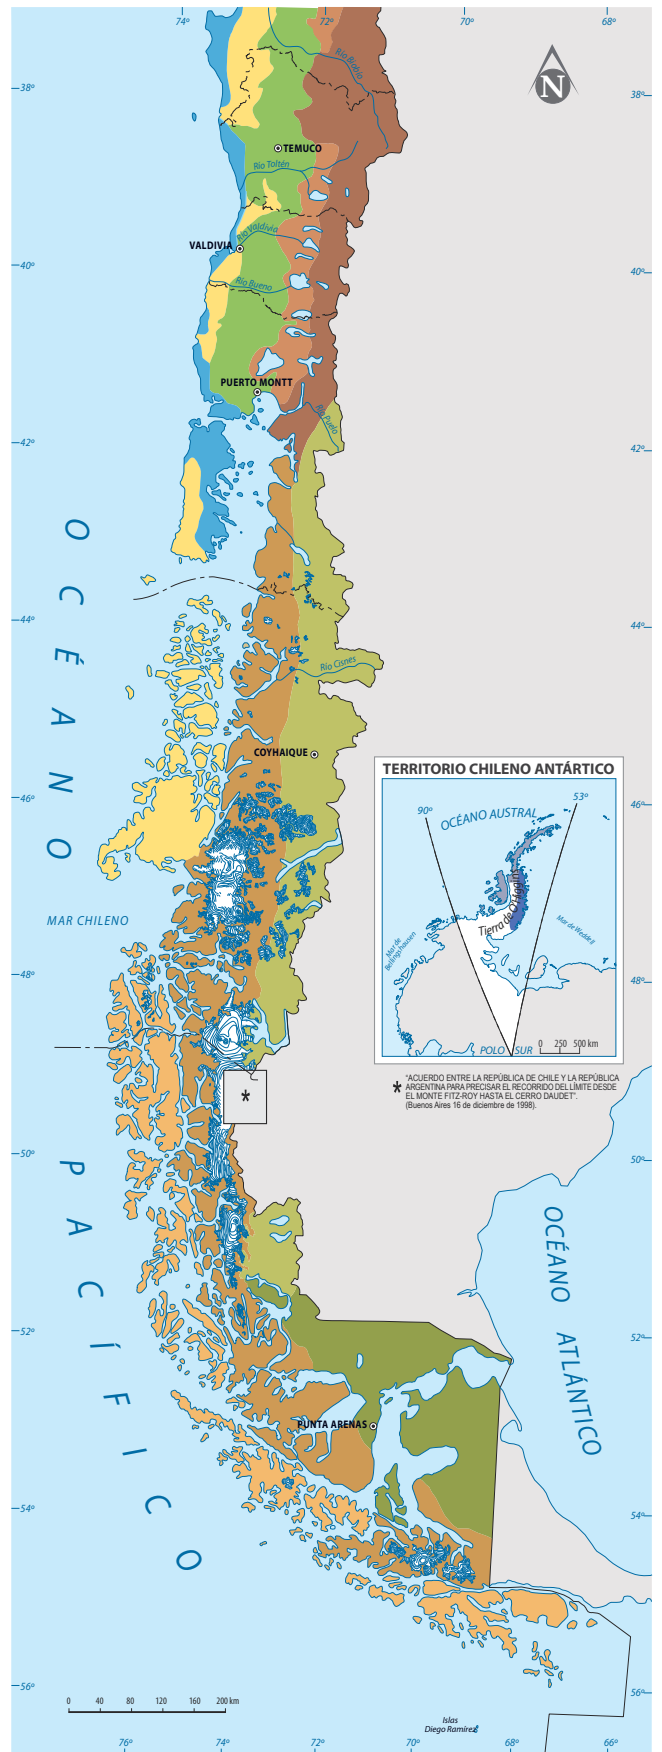 74º
72º
70º
68º
38º
38º
N
Río Biobío
TEMUCO
Río Toltén
VALDIVIA
Río Valdivia
40º
40º
Río Bueno
PUERTO MONTT
Río Puelo
42º
42º
OCÉANO
44º
44º
Río Cisnes
COYHAIQUE
46º
46º
TERRITORIO CHILENO ANTÁRTICO
90º
53º
OCÉANO AUSTRAL
Tierra de O'Higgins
Mar de Weddell
Mar de
Bellingshausen
POLO SUR
0 250 500 km
MAR CHILENO
48º
48º
*
* "ACUERDO ENTRE LA REPÚBLICA DE CHILE Y LA REPÚBLICA
ARGENTINA PARA PRECISAR EL RECORRIDO DEL LÍMITE DESDE
EL MONTE FITZ-ROY HASTA EL CERRO DAUDET".
(Buenos Aires 16 de diciembre de 1998).
50º
50º
PACÍFICO
OCÉANO ATLÁNTICO
52º
52º
PUNTA ARENAS
54º
54º
56º
56º
0 40 80 120 160 200 km
Islas
Diego Ramírez
76º
74º
72º
70º
68º
66º